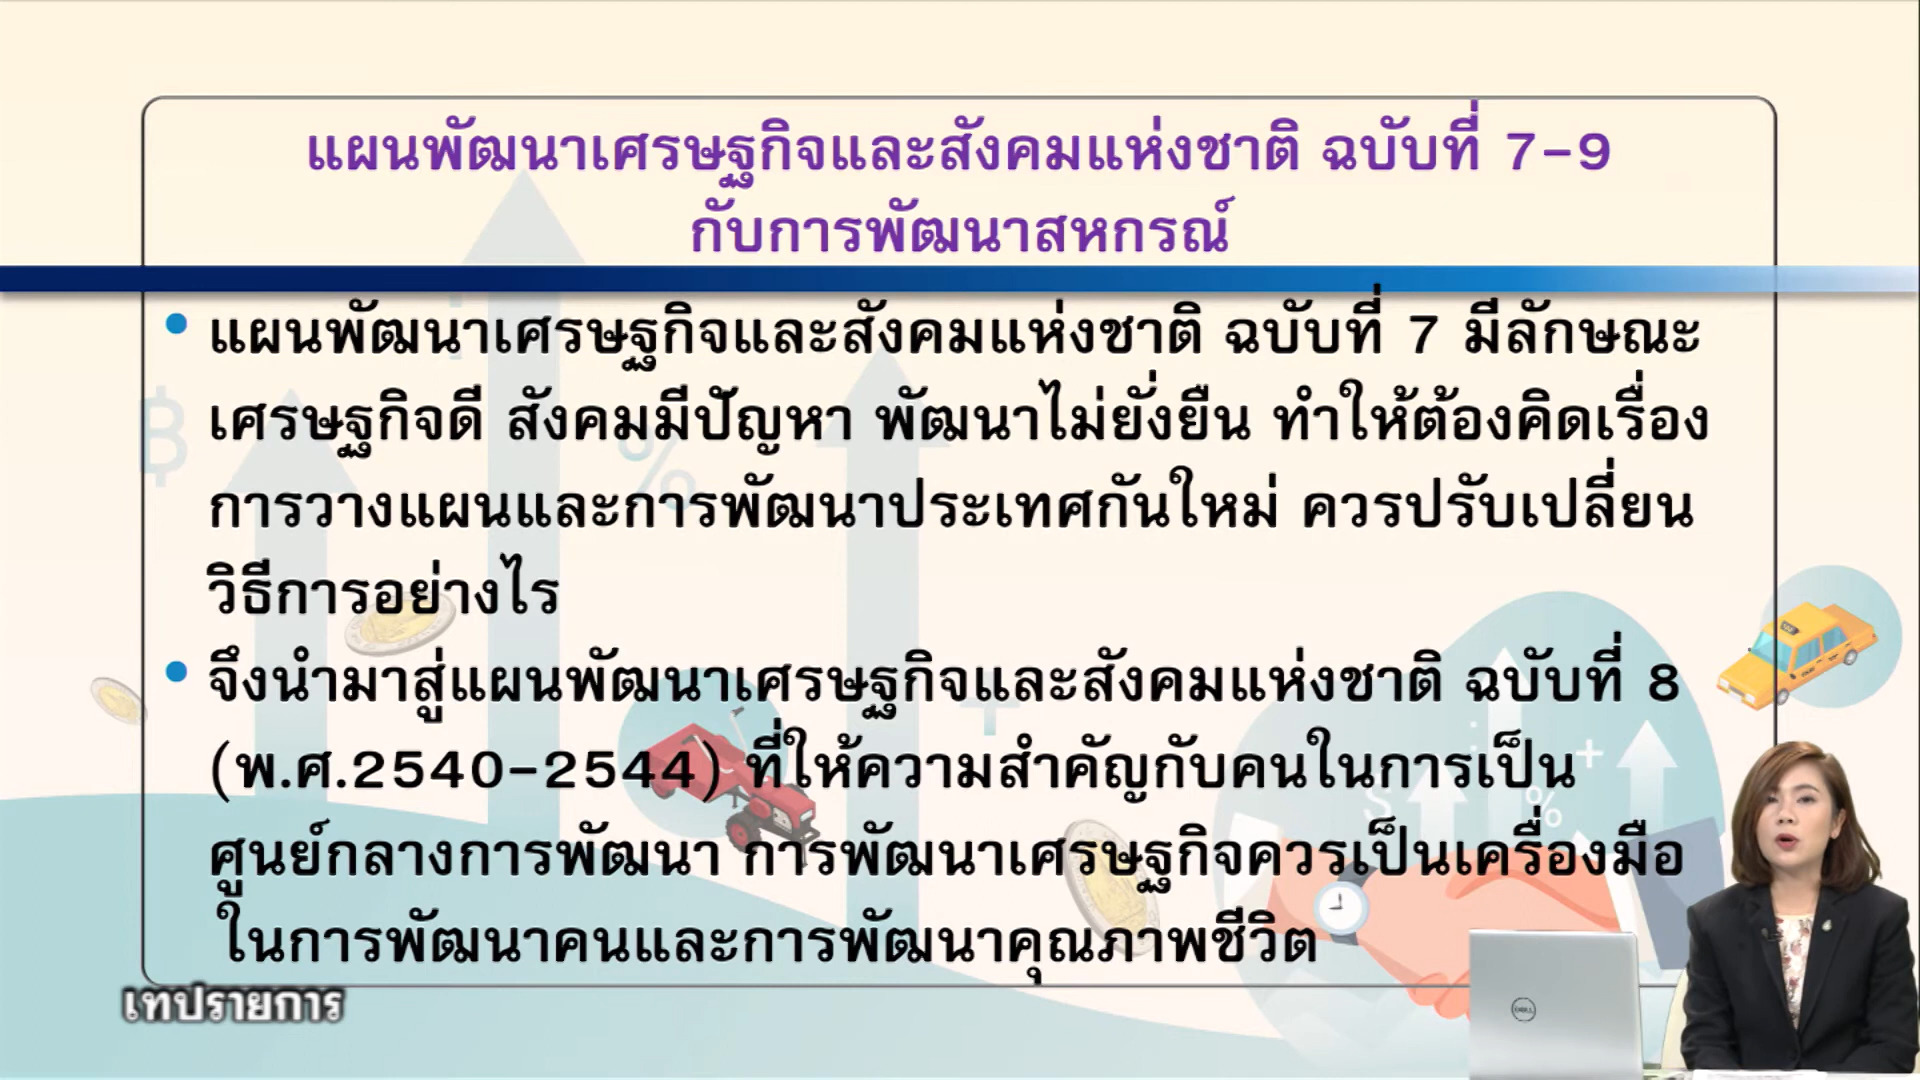 แผนพัฒนาเศรษฐกิจและสังคมแห่งชาติ ฉบับที่ 7-9
กับการพัฒนาสหกรณ์
• แผนพัฒนาเศรษฐกิจและสังคมแห่งชาติ ฉบับที่ 7 มีลักษณะ
เศรษฐกิจดี สังคมมีปัญหา พัฒนาไม่ยั่งยืน ทำให้ต้องคิดเรื่อง
การวางแผนและการพัฒนาประเทศกันใหม่ ควรปรับเปลี่ยน
วิธีการอย่างไร
• จึงนำมาสู่แผนพัฒนาเศรษฐกิจและสังคมแห่งชาติ ฉบับที่ 8
(พ.ศ.2540-2544) ที่ให้ความสำคัญกับคนในการเป็น
ศูนย์กลางการพัฒนา การพัฒนาเศรษฐกิจควรเป็นเครื่องมือ
ในการพัฒนาคนและการพัฒนาคุณภาพชีวิต
เทปรายการ
DELL